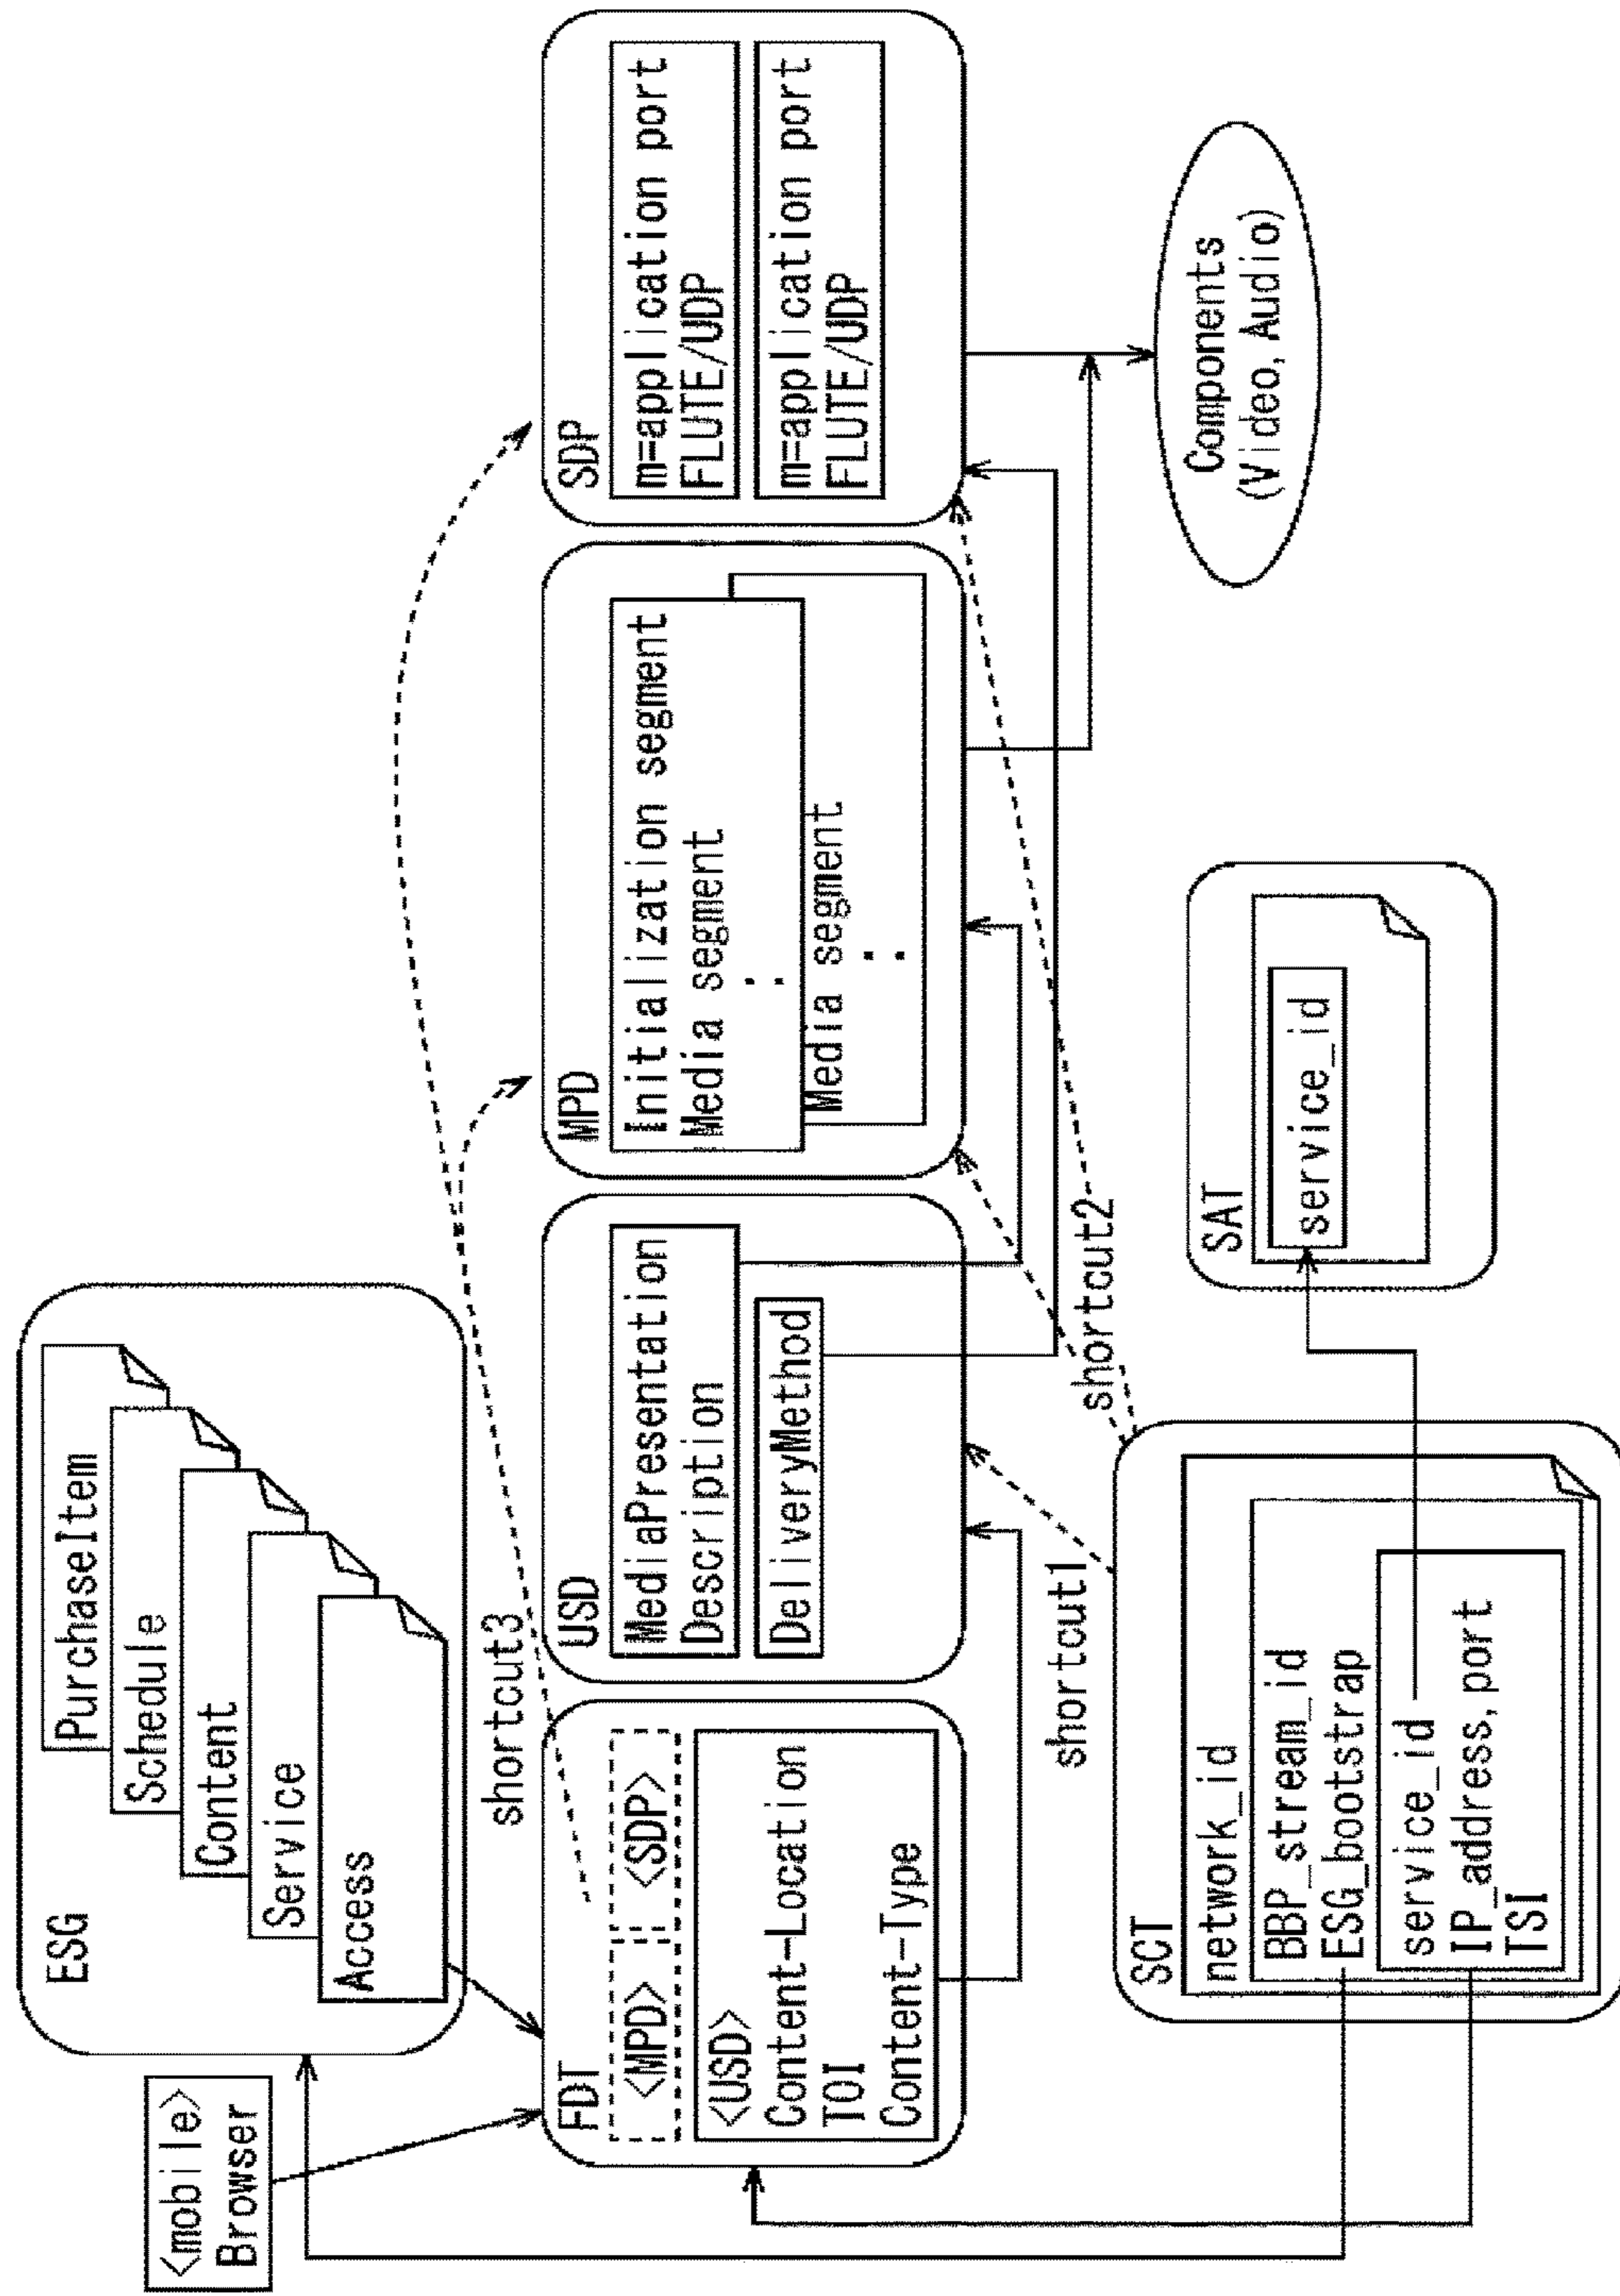 <mobile>
Browser
ESG
PurchaseItem
Schedule
Content
Service
Access
shortcut3
FDT
<MPD>
<SDP>
<USD>
Content-Location
TOI
Content-Type
USD
MediaPresentation
Description
DeliveryMethod
MPD
Initialization segment
Media segment
:
Media segment
:
SDP
m=application port
FLUTE/UDP
m=application port
FLUTE/UDP
shortcut1
shortcut2
SCT
network_id
BBP_stream_id
ESG_bootstrap
service_id
IP_address,port
TSI
SAT
service_id
Components
(Video, Audio)